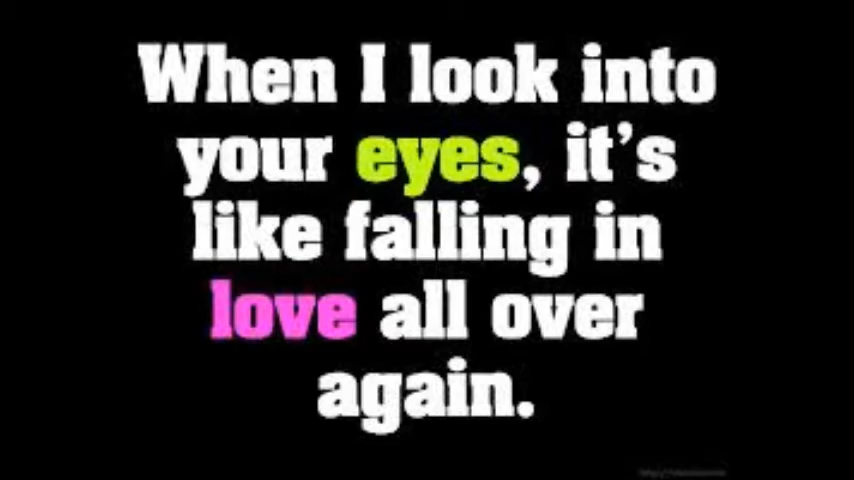 When I look into
your eyes, it's
like falling in
love all over
again.